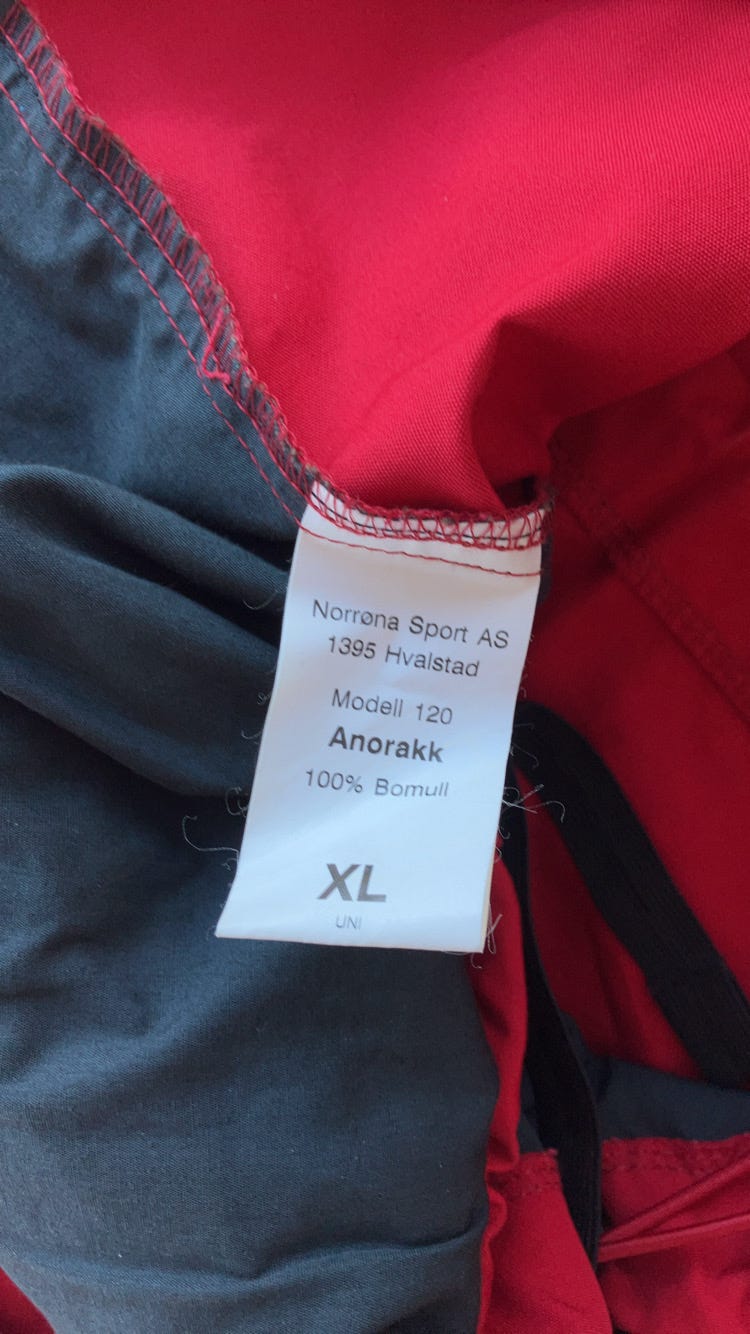 Norrøna Sport AS
1395 Hvalstad
Modell 120
Anorakk
100% Bomull
XL
UNI